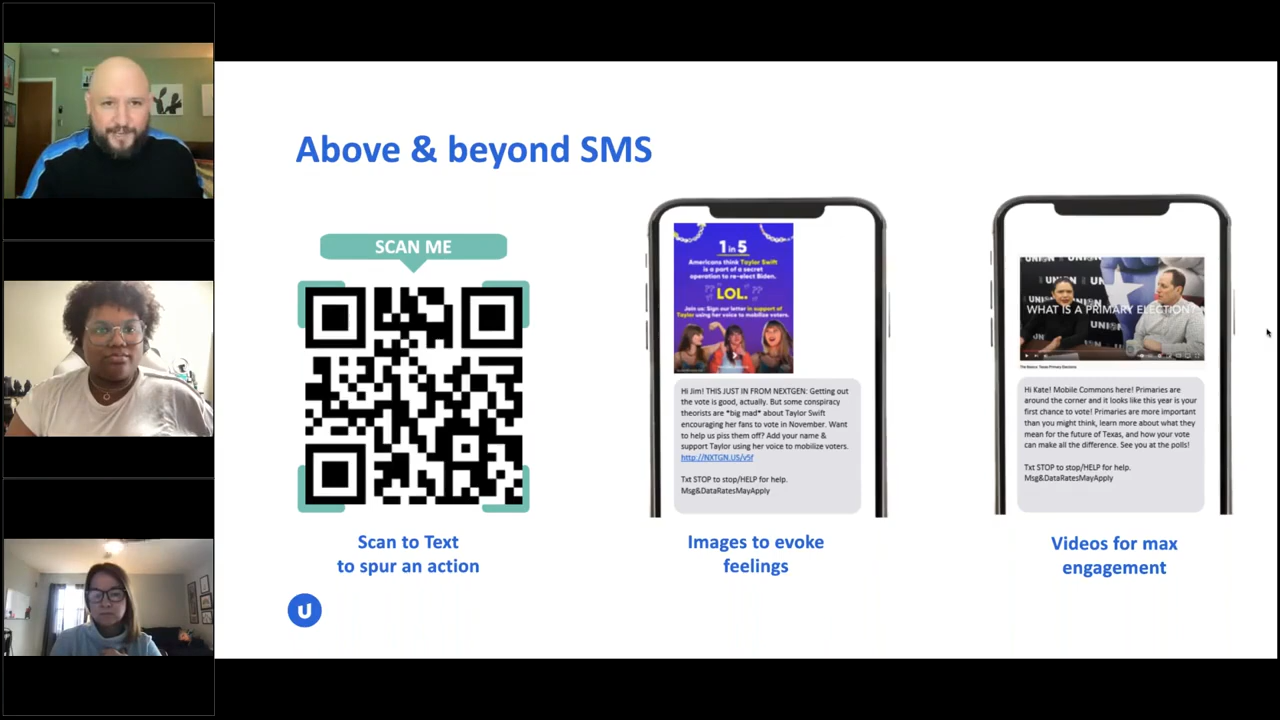 Above & beyond SMS
SCAN ME
Scan to Text
to spur an action
1 in 5
Americans think Taylor Swift
is a part of a secret
operation to re-elect Biden.
LOL.
Join us: Sign our letter in support of
Taylor using her voice to mobilize voters.
Hi Jim! THIS JUST IN FROM NEXTGEN: Getting out
the vote is good, actually. But some conspiracy
theorists are *big mad* about Taylor Swift
encouraging her fans to vote in November. Want
to help us piss them off? Add your name &
support Taylor using her voice to mobilize voters.
http://NXTGN.US/v5f
Txt STOP to stop/HELP for help.
Msg&DataRatesMayApply
Images to evoke
feelings
UNION
WHAT IS A PRIMARY ELECTION?
The Basics: Texas Primary Elections
Hi Kate! Mobile Commons here! Primaries are
around the corner and it looks like this year is your
first chance to vote! Primaries are more important
than you might think, learn more about what they
mean for the future of Texas, and how your vote
can make all the difference. See you at the polls!
Txt STOP to stop/HELP for help.
Msg&DataRatesMayApply
Videos for max
engagement
U